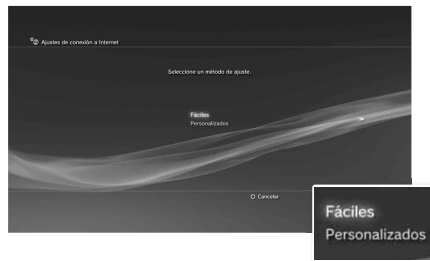 Ajustes de conexión a Internet
Seleccione un método de ajuste.
Fáciles
Personalizados
Cancelar
Fáciles
Personalizados